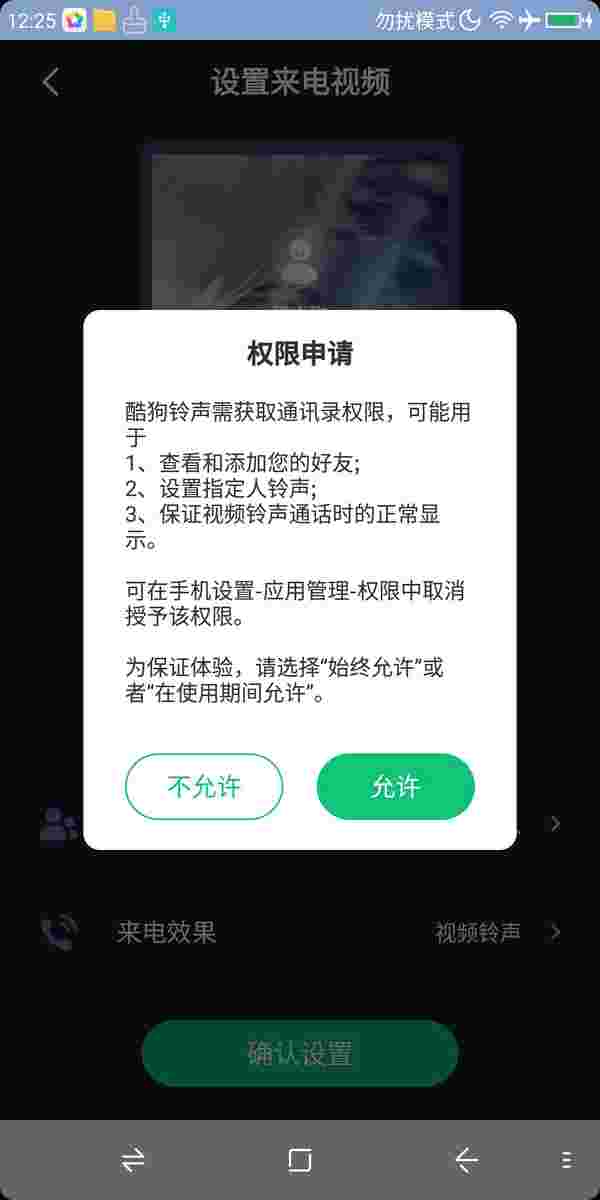 12:25
勿扰模式
设置来电视频
权限申请
酷狗铃声需获取通讯录权限，可能用
于
1、查看和添加您的好友;
2、设置指定人铃声;
3、保证视频铃声通话时的正常显
示。
可在手机设置-应用管理-权限中取消
授予该权限。
为保证体验，请选择“始终允许”或
者“在使用期间允许”。
不允许
允许
来电效果
视频铃声
确认设置